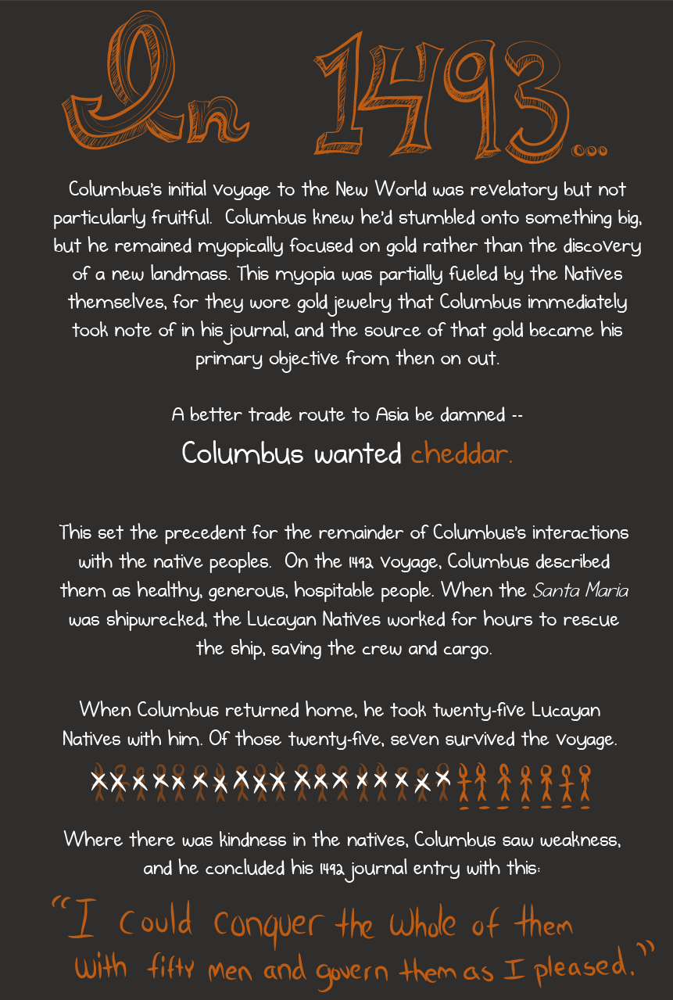 In 1493...
Columbus's initial voyage to the New World was revelatory but not
particularly fruitful. Columbus knew he'd stumbled onto something big,
but he remained myopically focused on gold rather than the discovery
of a new landmass. This myopia was partially fueled by the Natives
themselves, for they wore gold jewelry that Columbus immediately
took note of in his journal, and the source of that gold became his
primary objective from then on out.
A better trade route to Asia be damned --
Columbus wanted cheddar.
This set the precedent for the remainder of Columbus's interactions
with the native peoples. On the 1492 voyage, Columbus described
them as healthy, generous, hospitable people. When the Santa Maria
was shipwrecked, the Lucayan Natives worked for hours to rescue
the ship, saving the crew and cargo.
When Columbus returned home, he took twenty-five Lucayan
Natives with him. Of those twenty-five, seven survived the voyage.
Where there was kindness in the natives, Columbus saw weakness,
and he concluded his 1492 journal entry with this:
“I could conquer the whole of them
with fifty men and govern them as I pleased.”